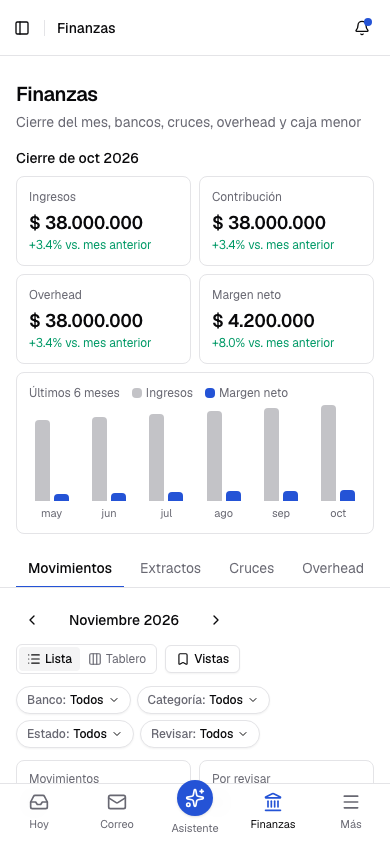 Finanzas
Finanzas
Cierre del mes, bancos, cruces, overhead y caja menor
Cierre de oct 2026
Ingresos
$ 38.000.000
+3.4% vs. mes anterior
Contribución
$ 38.000.000
+3.4% vs. mes anterior
Overhead
$ 38.000.000
+3.4% vs. mes anterior
Margen neto
$ 4.200.000
+8.0% vs. mes anterior
Últimos 6 meses Ingresos Margen neto
may jun jul ago sep oct
Movimientos Extractos Cruces Overhead
Noviembre 2026
Lista Tablero Vistas
Banco: Todos Categoría: Todos
Estado: Todos Revisar: Todos
Movimientos Por revisar
Hoy Correo Asistente Finanzas Más